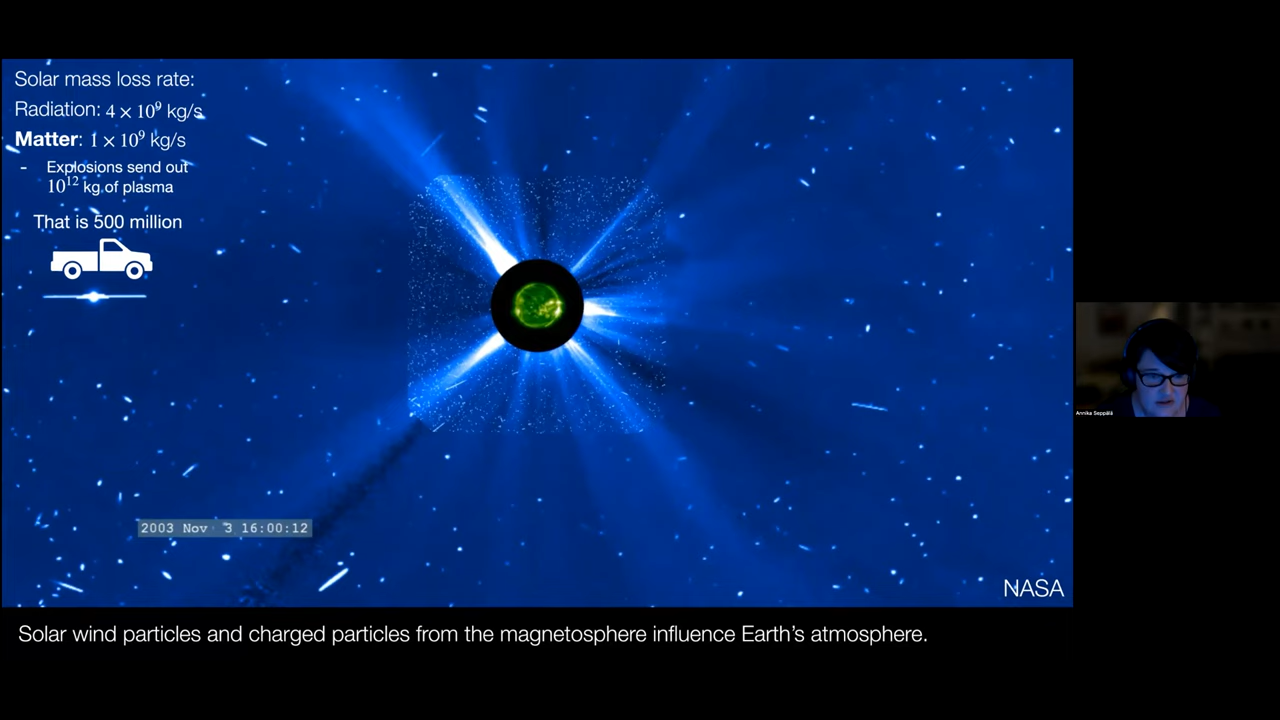 Solar mass loss rate:
Radiation: 4 × 10⁹ kg/s
Matter: 1 × 10⁹ kg/s
- Explosions send out
10¹² kg of plasma
That is 500 million
2003 Nov 3 16:00:12
Annika Seppälä
NASA
Solar wind particles and charged particles from the magnetosphere influence Earth's atmosphere.